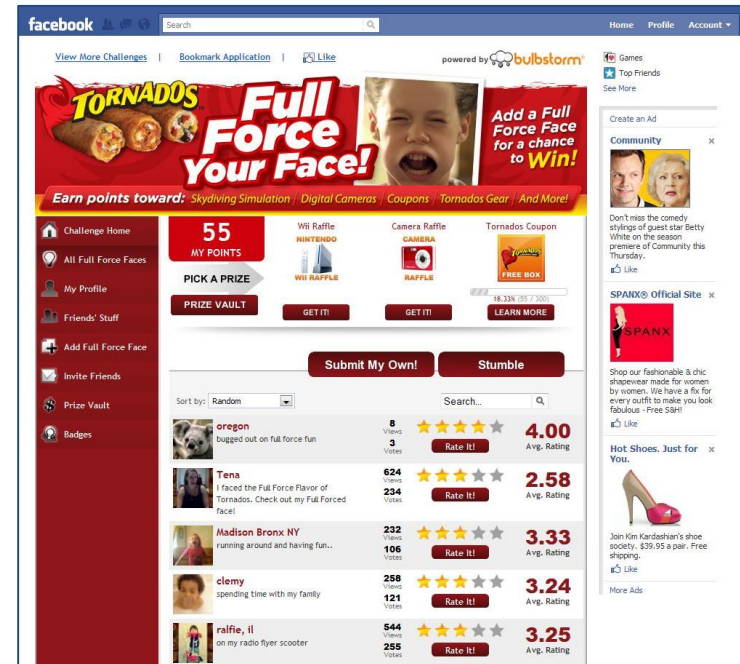 facebook
Search
Home Profile Account
View More Challenges | Bookmark Application | Like
powered by bulbstorm
TORNADOS
Full
Force
Your Face!
Add a Full
Force Face
for a chance
to Win!
Earn points toward: Skydiving Simulation / Digital Cameras / Coupons / Tornados Gear / And More!
Challenge Home
All Full Force Faces
My Profile
Friends' Stuff
Add Full Force Face
Invite Friends
Prize Vault
Badges
55
MY POINTS
PICK A PRIZE
PRIZE VAULT
Wii Raffle
NINTENDO
WII RAFFLE
GET IT!
Camera Raffle
CAMERA
RAFFLE
GET IT!
Tornados Coupon
TORNADOS
FREE BOX
18.33% (55 / 300)
LEARN MORE
Submit My Own!
Stumble
Sort by: Random
Search...
oregon
bugged out on full force fun
8
Views
3
Votes
Rate It!
4.00
Avg. Rating
Tena
I faced the Full Force Flavor of
Tornados. Check out my Full Forced
face!
624
Views
234
Votes
Rate It!
2.58
Avg. Rating
Madison Bronx NY
running around and having fun..
232
Views
106
Votes
Rate It!
3.33
Avg. Rating
clemy
spending time with my family
258
Views
121
Votes
Rate It!
3.24
Avg. Rating
ralfie, il
on my radio flyer scooter
544
Views
255
Votes
Rate It!
3.25
Avg. Rating
Games
Top Friends
See More
Create an Ad
Community x
Don't miss the comedy
stylings of guest star Betty
White on the season
premiere of Community this
Thursday.
Like
SPANX® Official Site x
SPANX
Shop our fashionable & chic
shapewear made for women
by women. We have a fix for
every outfit to make you look
fabulous - Free S&H!
Like
Hot Shoes. Just for x
You.
Join Kim Kardashian's shoe
society. $39.95 a pair. Free
shipping.
Like
More Ads